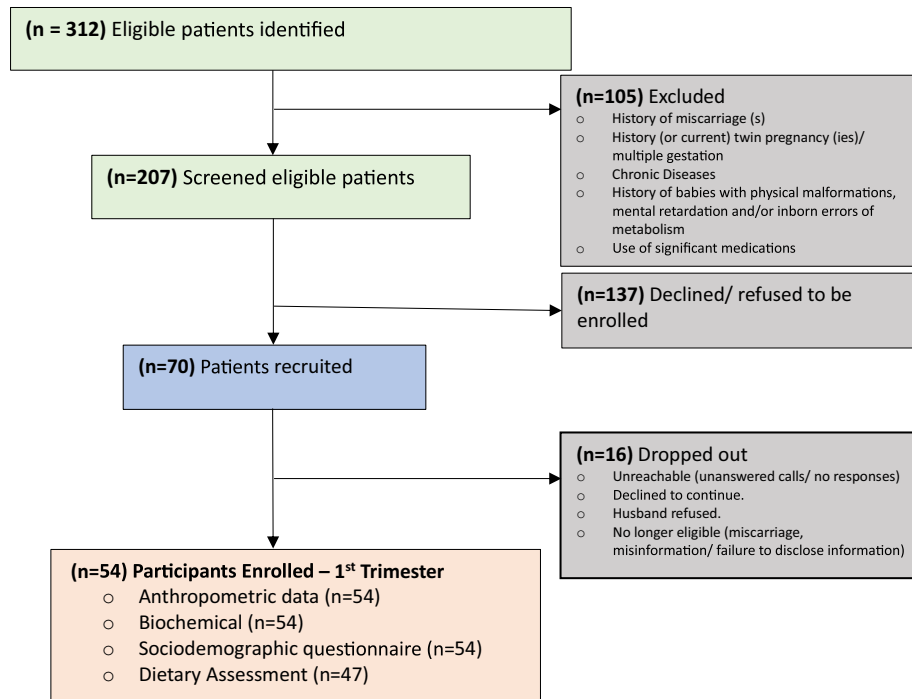 (n = 312) Eligible patients identified
(n=105) Excluded
o History of miscarriage (s)
o History (or current) twin pregnancy (ies)/
multiple gestation
o Chronic Diseases
o History of babies with physical malformations,
mental retardation and/or inborn errors of
metabolism
o Use of significant medications
(n=207) Screened eligible patients
(n=137) Declined/ refused to be
enrolled
(n=70) Patients recruited
(n=16) Dropped out
o Unreachable (unanswered calls/ no responses)
o Declined to continue.
o Husband refused.
o No longer eligible (miscarriage,
misinformation/ failure to disclose information)
(n=54) Participants Enrolled – 1st Trimester
o Anthropometric data (n=54)
o Biochemical (n=54)
o Sociodemographic questionnaire (n=54)
o Dietary Assessment (n=47)